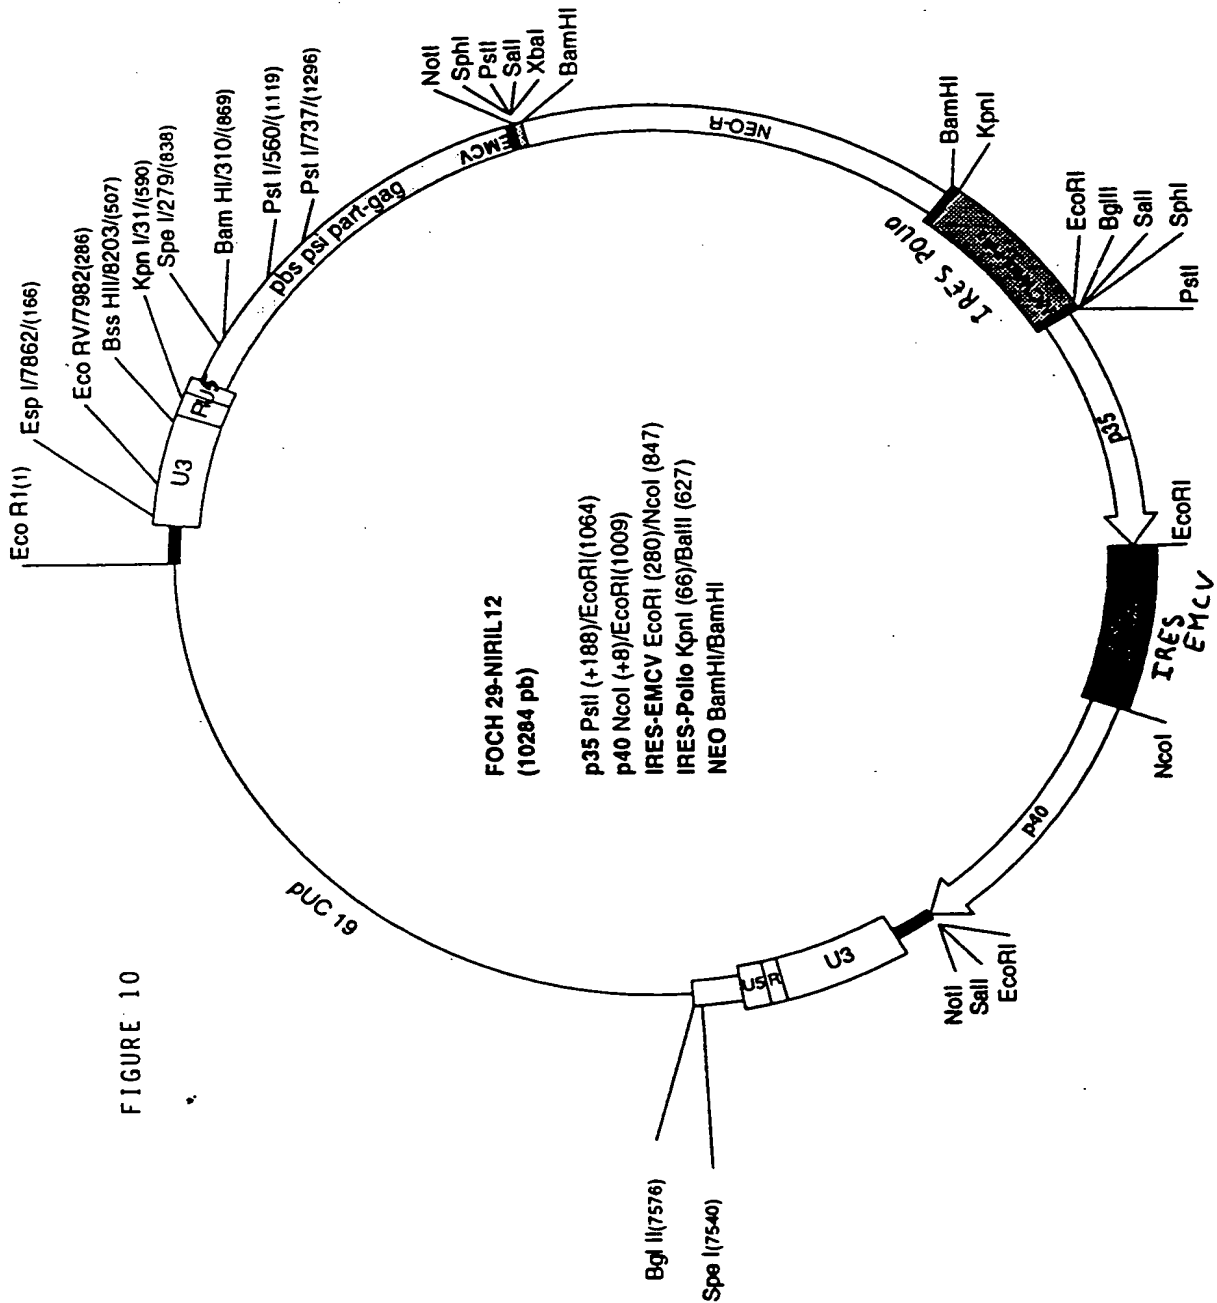 FIGURE 10
Eco R1(1)
Esp I/7862/(166)
Eco RV/7982(286)
Bss HII/8203/(507)
Kpn I/31/(590)
Spe I/279/(838)
Bam HI/310/(869)
Pst I/560/(1119)
Pst I/737/(1296)
NotI
SphI
PstI
SalI
XbaI
BamHI
U3
R
U5
pbs psi part-gag
EMCV
NEO-R
BamHI
KpnI
IRES POLIO
EcoRI
BglII
SalI
SphI
PstI
p35
EcoRI
IRES
EMCV
NcoI
p40
NotI
SalI
EcoRI
U3
R
U5
Spe I(7540)
Bgl II(7576)
pUC 19
FOCH 29-NIRIL12
(10284 pb)
p35 PstI (+188)/EcoRI(1064)
p40 NcoI (+8)/EcoRI(1009)
IRES-EMCV EcoRI (280)/NcoI (847)
IRES-Polio KpnI (66)/BalII (627)
NEO BamHI/BamHI